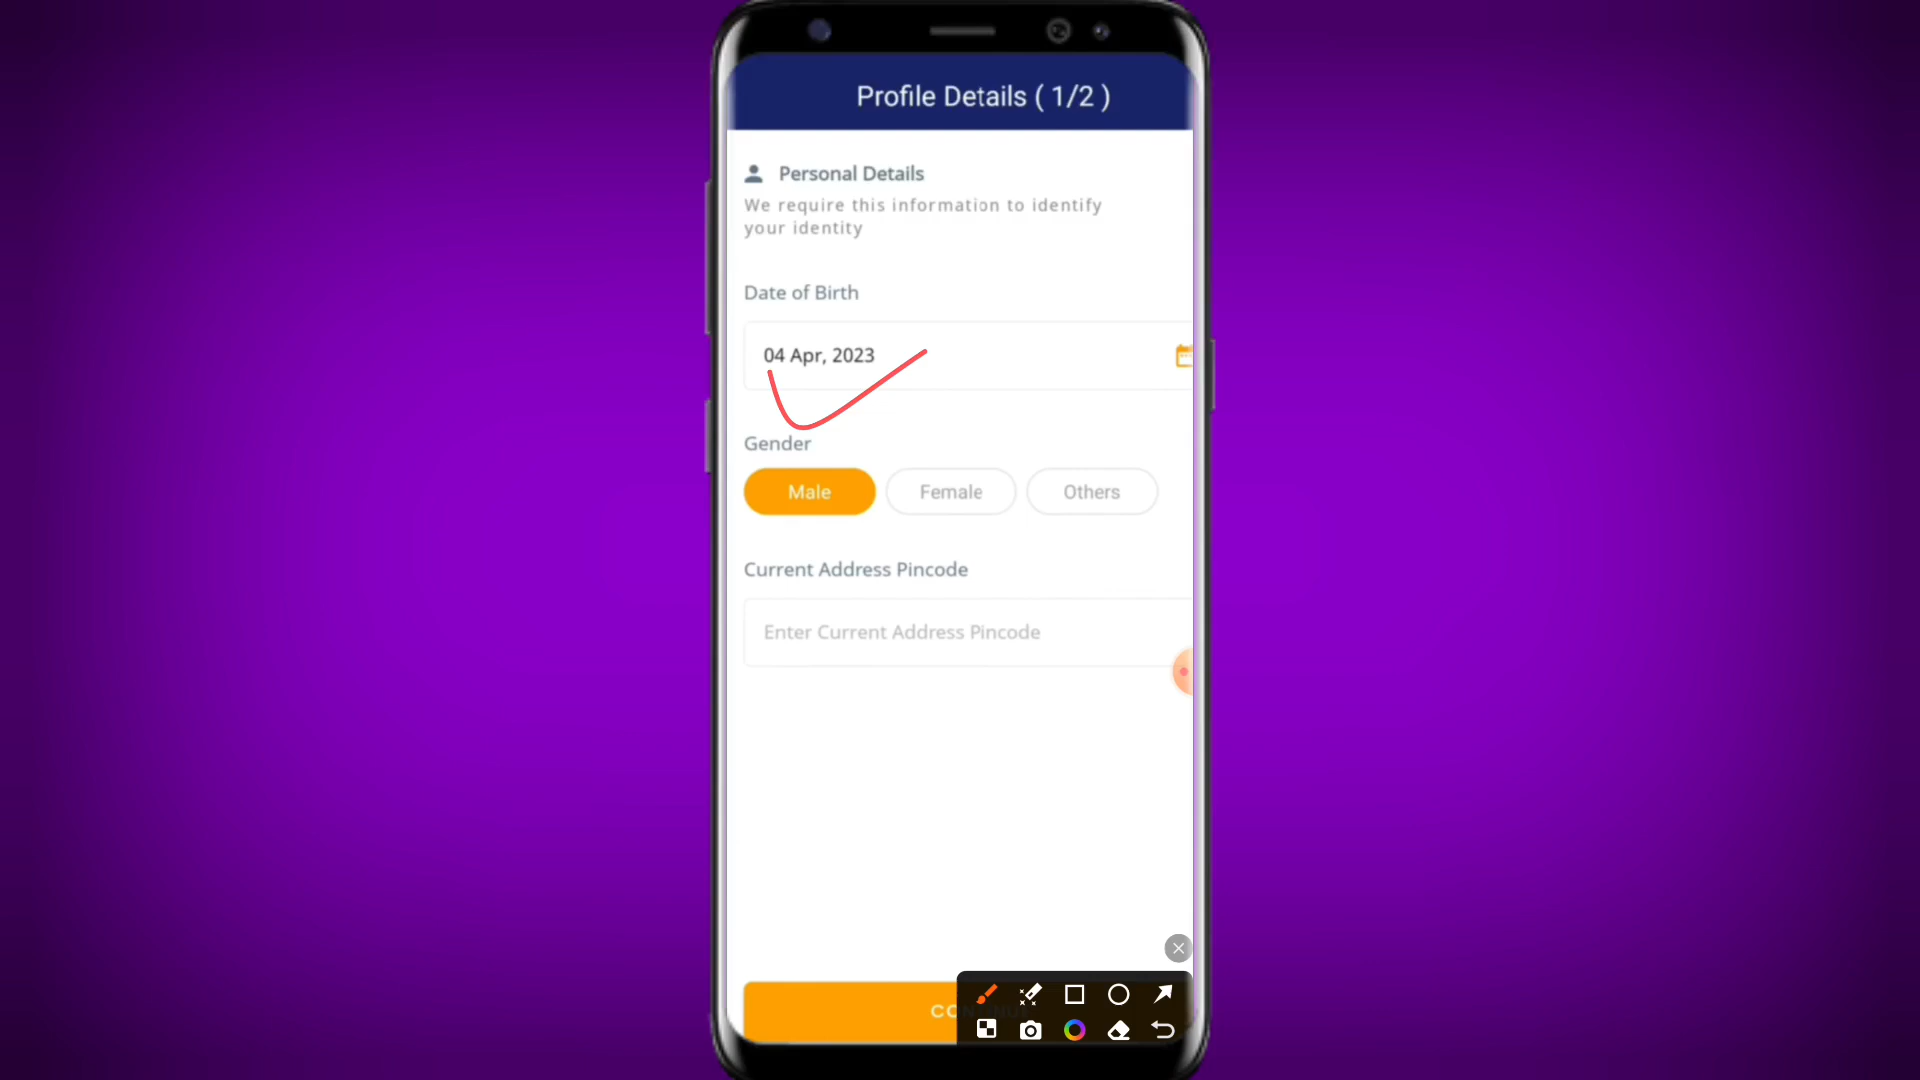 Profile Details ( 1/2 )
Personal Details
We require this information to identify
your identity
Date of Birth
04 Apr, 2023
Gender
Male
Female
Others
Current Address Pincode
Enter Current Address Pincode